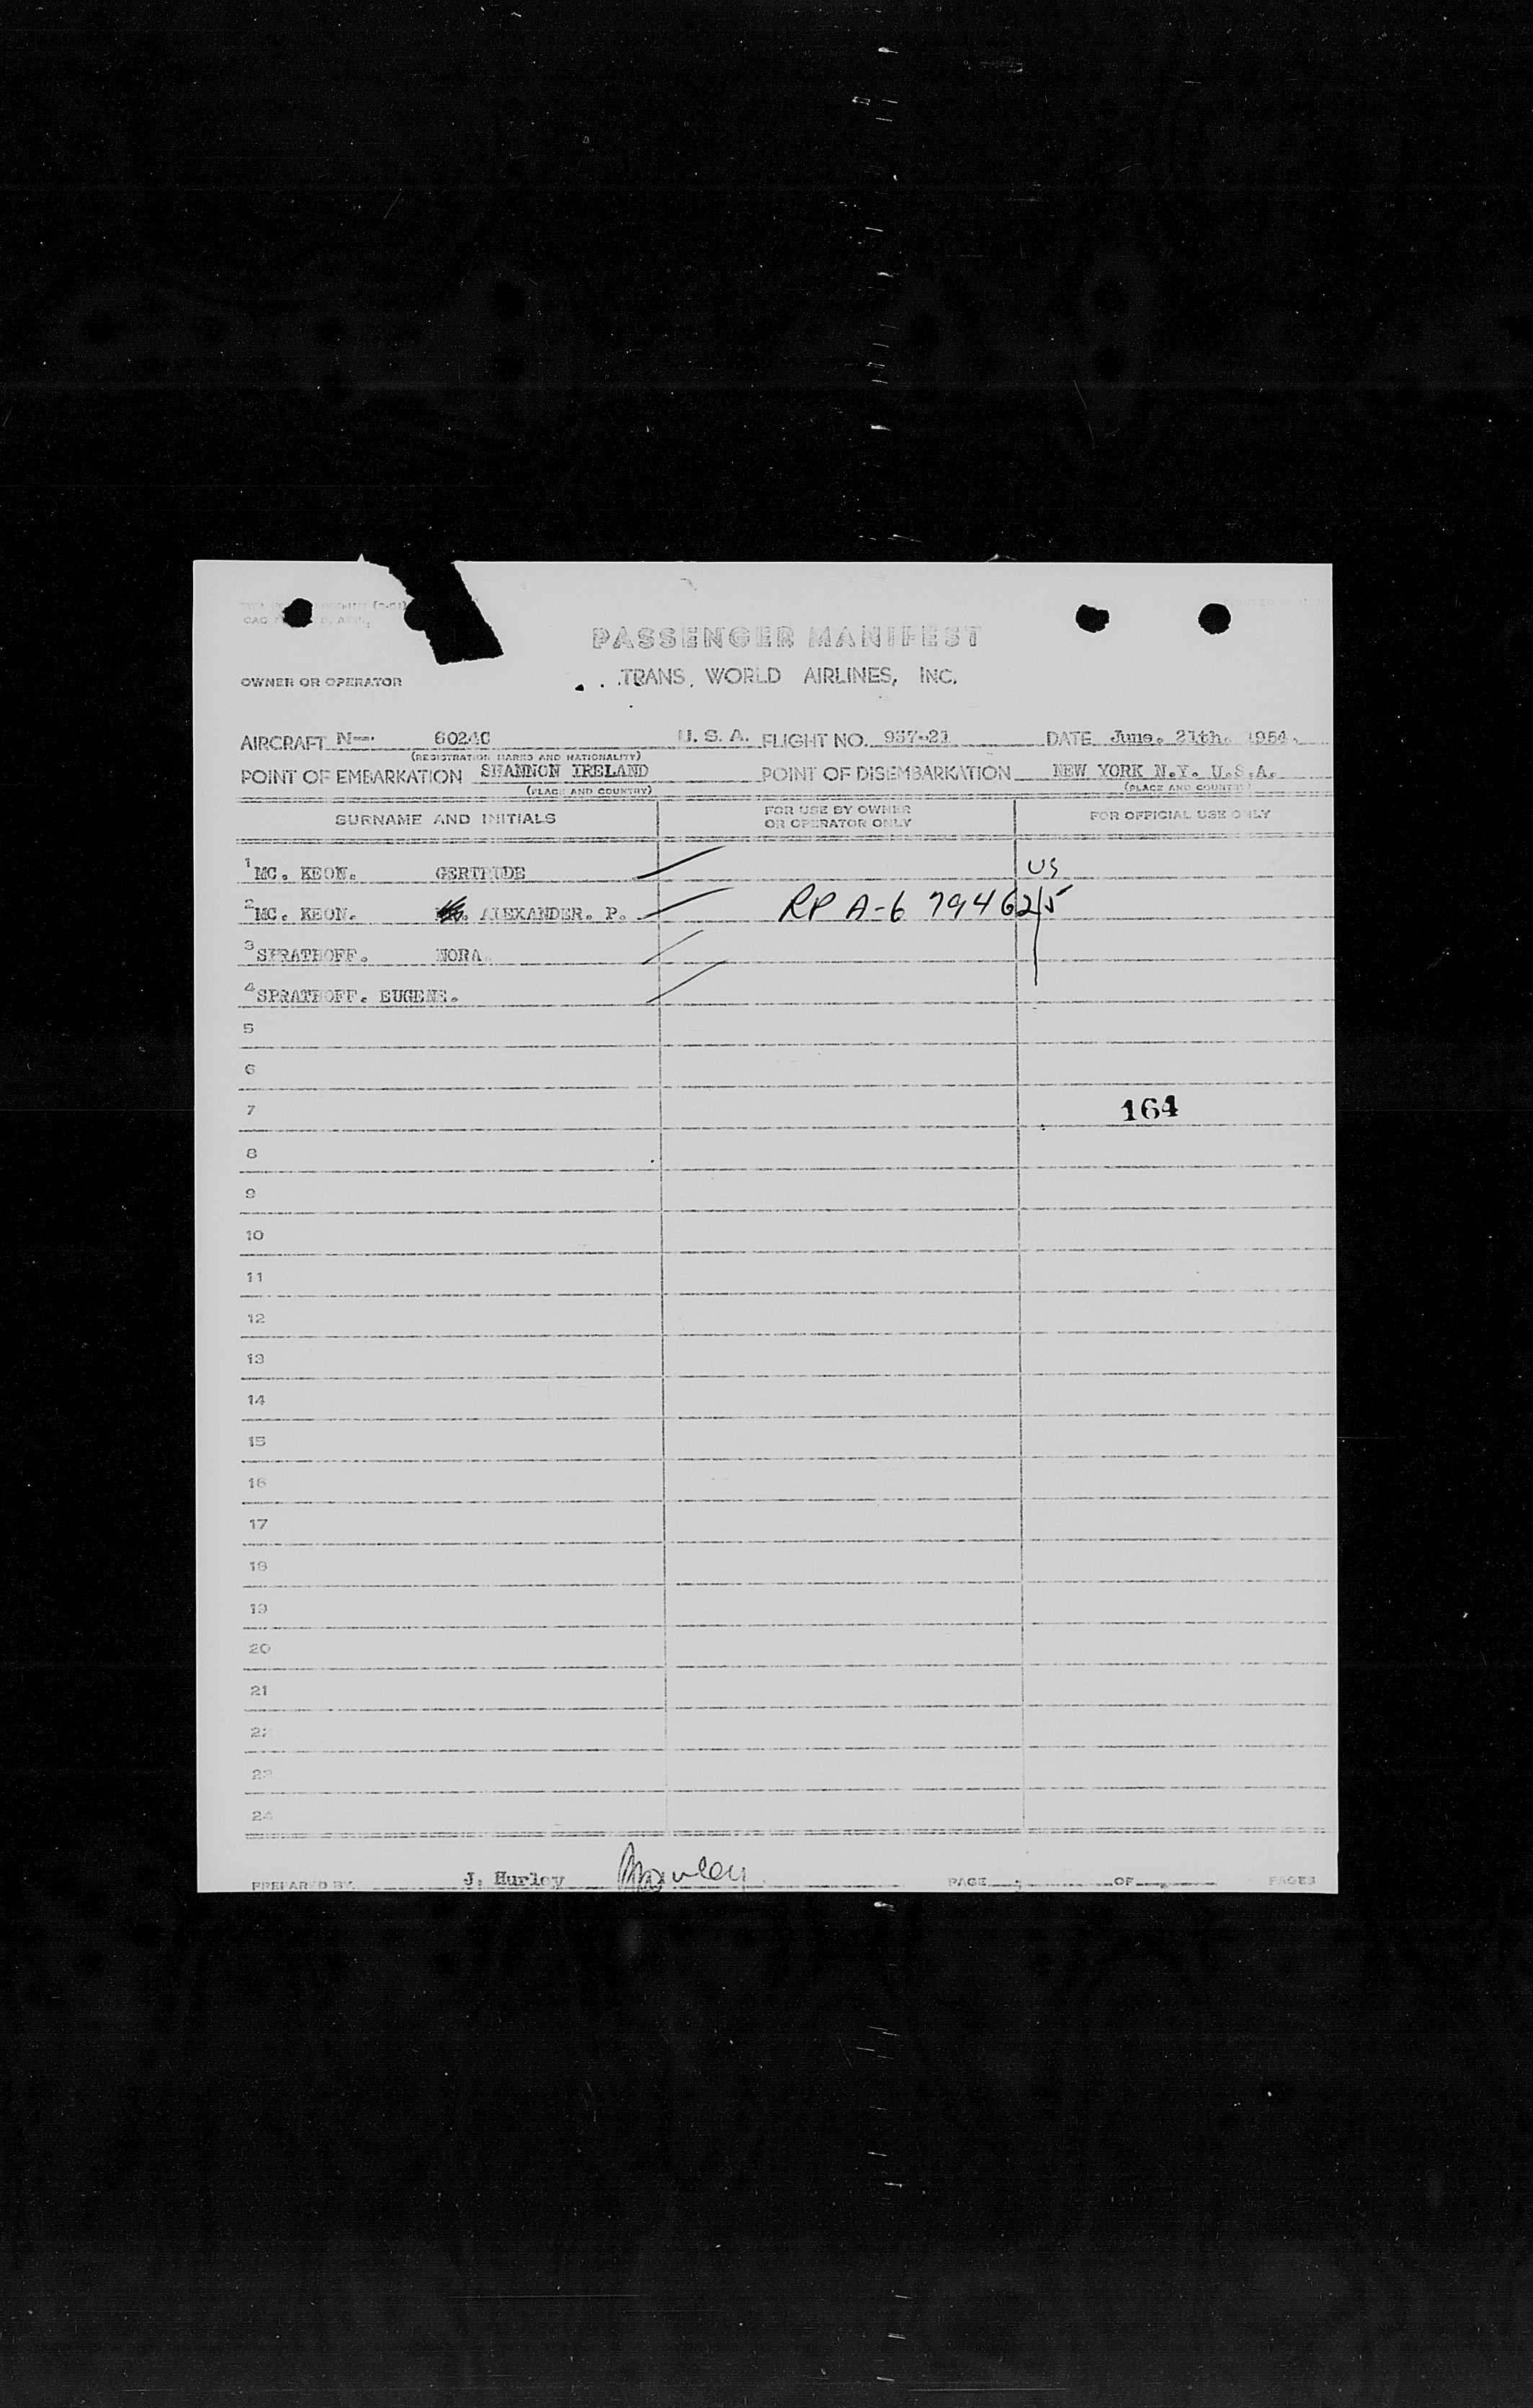 PASSENGER MANIFEST
OWNER OR OPERATOR TRANS WORLD AIRLINES, INC.
AIRCRAFT N—. 6024C U. S. A. FLIGHT NO. 937-21 DATE June. 21th. 1954.
(REGISTRATION MARKS AND NATIONALITY)
POINT OF EMBARKATION SHANNON IRELAND POINT OF DISEMBARKATION NEW YORK N.Y. U.S.A.
(PLACE AND COUNTRY) (PLACE AND COUNTRY)
SURNAME AND INITIALS FOR USE BY OWNER OR OPERATOR ONLY FOR OFFICIAL USE ONLY
1 MC. KEON. GERTRUDE US
2 MC. KEON. ALEXANDER. P. RP A-6 794625
3 SPRATHOFF. NORA
4 SPRATHOFF. EUGENE.
5
6
7 164
8
9
10
11
12
13
14
15
16
17
18
19
20
21
22
23
24
PREPARED BY J. Hurley PAGE OF PAGES